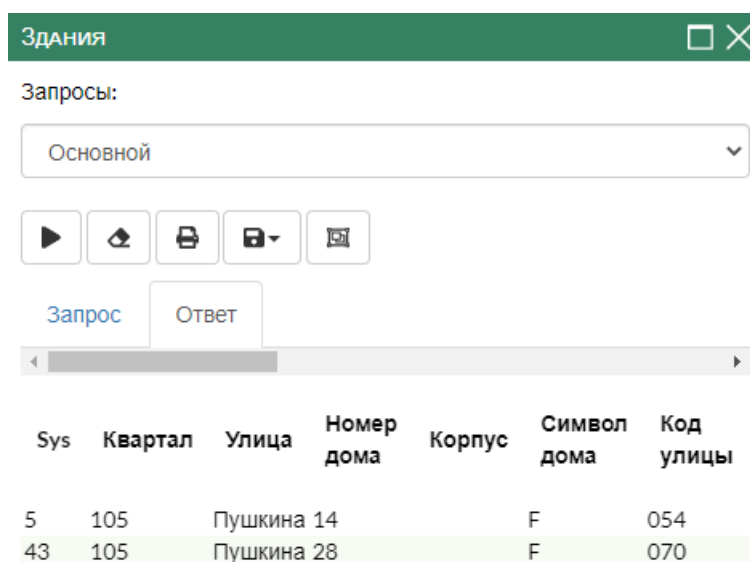 Здания
Запросы:
Основной
Запрос Ответ
Sys Квартал Улица Номер дома Корпус Символ дома Код улицы
5 105 Пушкина 14 F 054
43 105 Пушкина 28 F 070